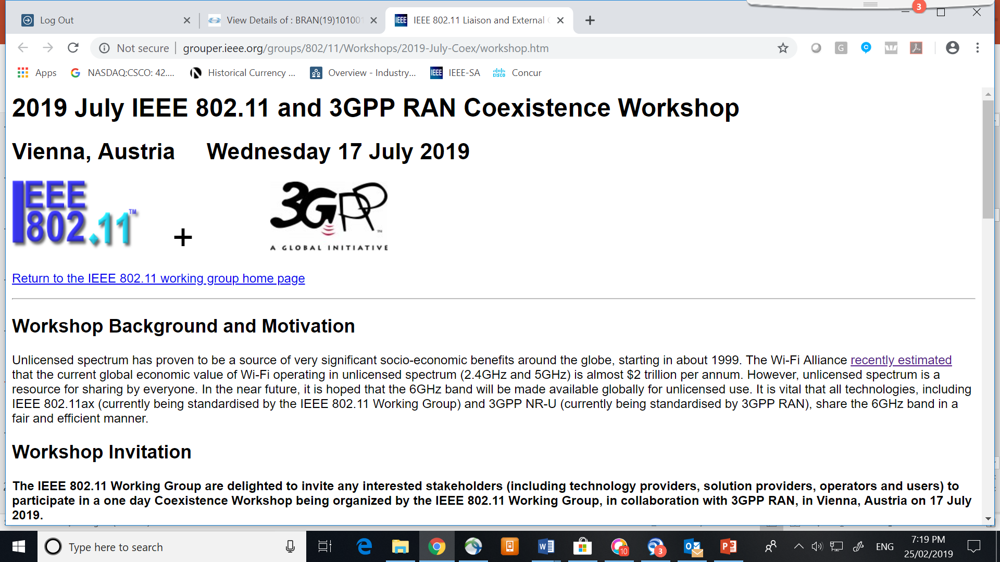 3
Log Out
View Details of : BRAN(19)101001
IEEE 802.11 Liaison and External
Not secure | grouper.ieee.org/groups/802/11/Workshops/2019-July-Coex/workshop.htm
Apps NASDAQ:CSCO: 42.... Historical Currency ... Overview - Industry... IEEE IEEE-SA cisco Concur
2019 July IEEE 802.11 and 3GPP RAN Coexistence Workshop
Vienna, Austria Wednesday 17 July 2019
IEEE
802.11™
+
3GPP™
A GLOBAL INITIATIVE
Return to the IEEE 802.11 working group home page
Workshop Background and Motivation
Unlicensed spectrum has proven to be a source of very significant socio-economic benefits around the globe, starting in about 1999. The Wi-Fi Alliance recently estimated
that the current global economic value of Wi-Fi operating in unlicensed spectrum (2.4GHz and 5GHz) is almost $2 trillion per annum. However, unlicensed spectrum is a
resource for sharing by everyone. In the near future, it is hoped that the 6GHz band will be made available globally for unlicensed use. It is vital that all technologies, including
IEEE 802.11ax (currently being standardised by the IEEE 802.11 Working Group) and 3GPP NR-U (currently being standardised by 3GPP RAN), share the 6GHz band in a
fair and efficient manner.
Workshop Invitation
The IEEE 802.11 Working Group are delighted to invite any interested stakeholders (including technology providers, solution providers, operators and users) to
participate in a one day Coexistence Workshop being organized by the IEEE 802.11 Working Group, in collaboration with 3GPP RAN, in Vienna, Austria on 17 July
2019.
Type here to search
10
3
ENG
7:19 PM
25/02/2019